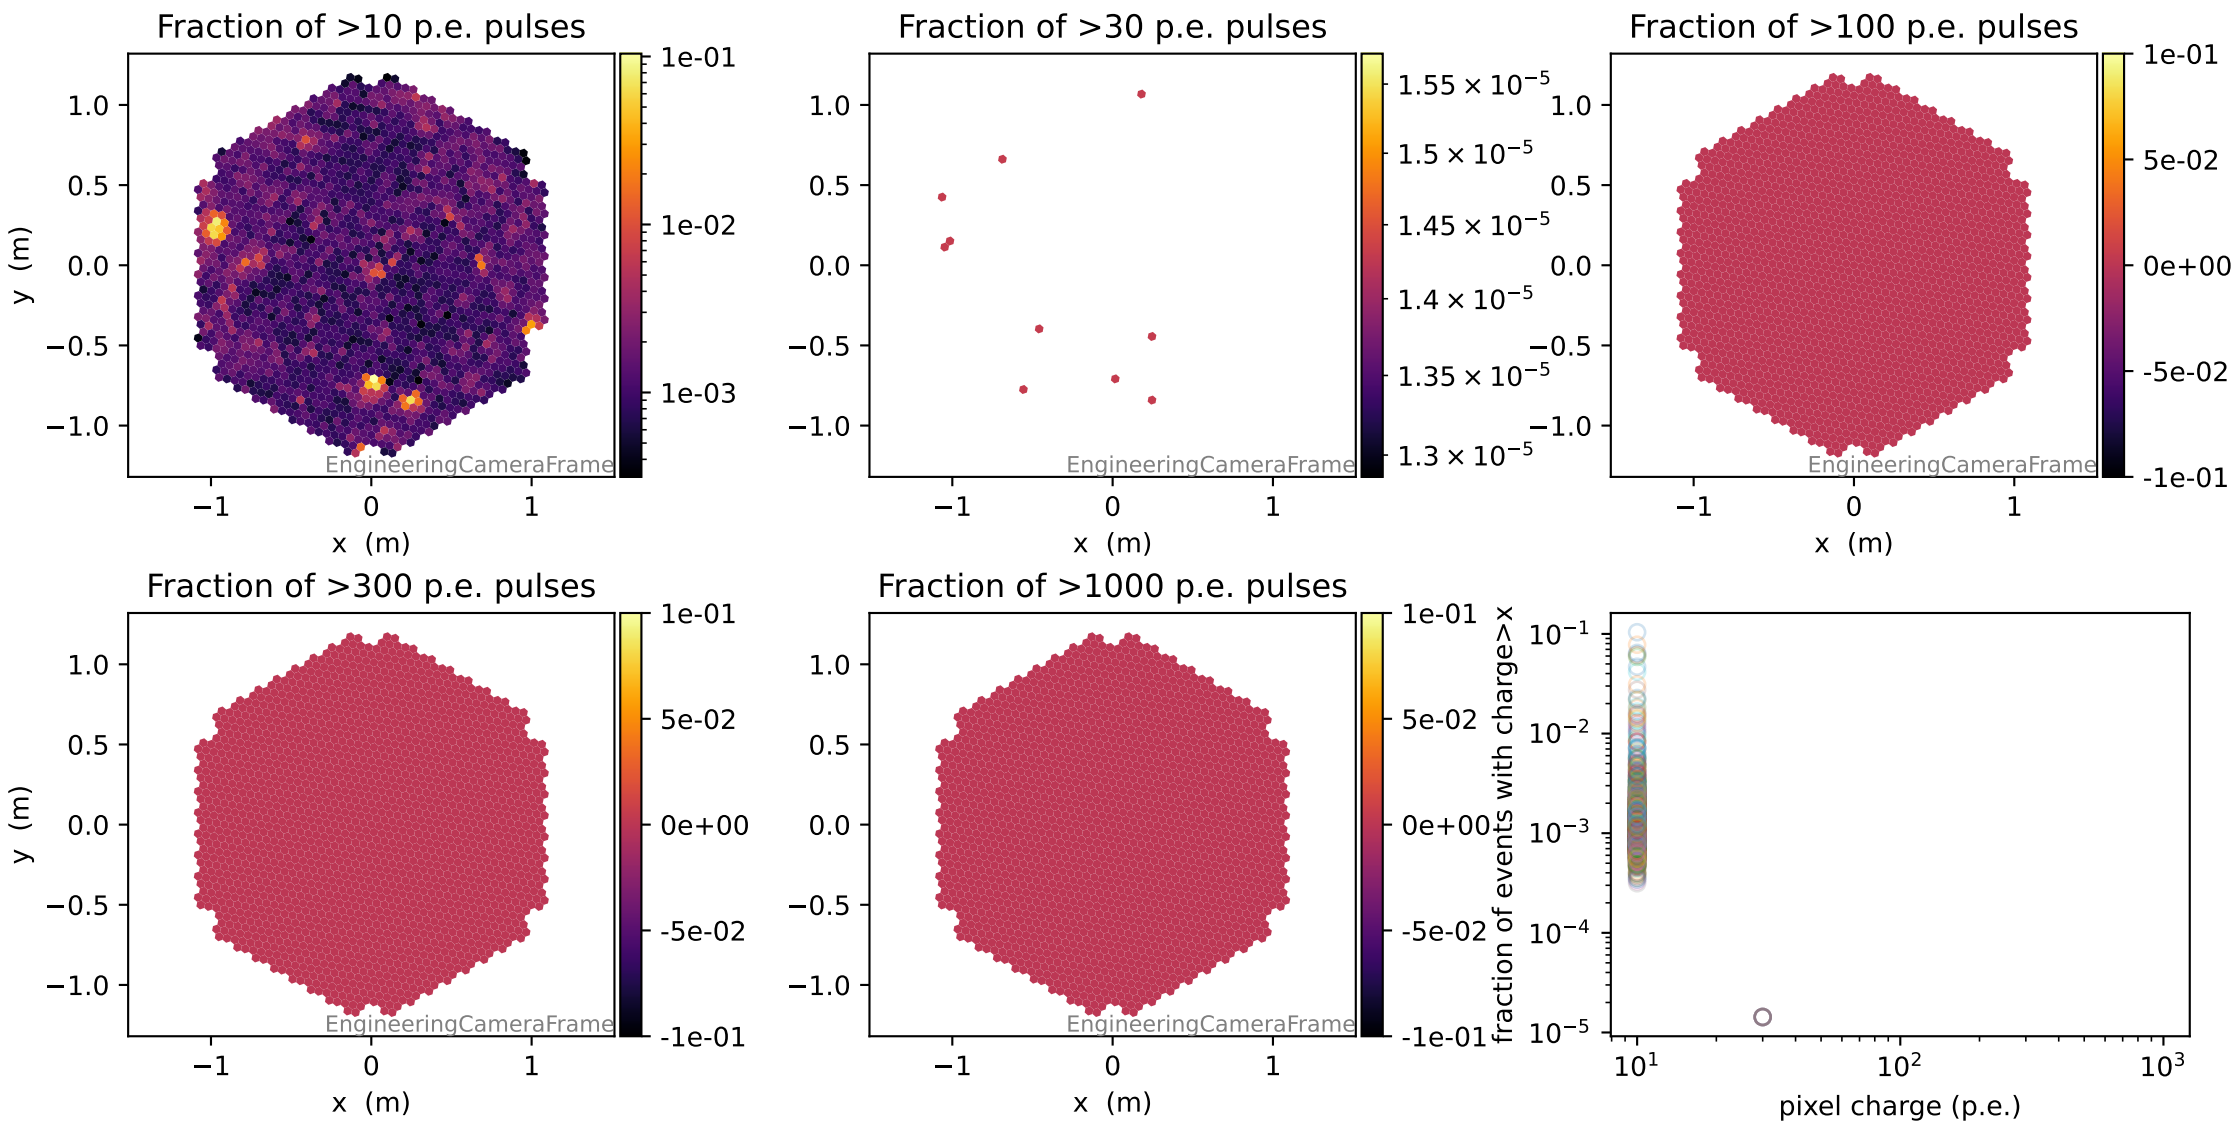 Fraction of >10 p.e. pulses
y (m)
1.0
0.5
0.0
−0.5
−1.0
EngineeringCameraFrame
−1
0
1
x (m)
1e-01
1e-02
1e-03
Fraction of >30 p.e. pulses
1.0
0.5
0.0
−0.5
−1.0
EngineeringCameraFrame
−1
0
1
x (m)
1.55 × 10⁻⁵
1.5 × 10⁻⁵
1.45 × 10⁻⁵
1.4 × 10⁻⁵
1.35 × 10⁻⁵
1.3 × 10⁻⁵
Fraction of >100 p.e. pulses
1.0
0.5
0.0
−0.5
−1.0
EngineeringCameraFrame
−1
0
1
x (m)
1e-01
5e-02
0e+00
-5e-02
-1e-01
Fraction of >300 p.e. pulses
y (m)
1.0
0.5
0.0
−0.5
−1.0
EngineeringCameraFrame
−1
0
1
x (m)
1e-01
5e-02
0e+00
-5e-02
-1e-01
Fraction of >1000 p.e. pulses
1.0
0.5
0.0
−0.5
−1.0
EngineeringCameraFrame
−1
0
1
x (m)
1e-01
5e-02
0e+00
-5e-02
-1e-01
fraction of events with charge>x
10⁻¹
10⁻²
10⁻³
10⁻⁴
10⁻⁵
10¹
10²
10³
pixel charge (p.e.)